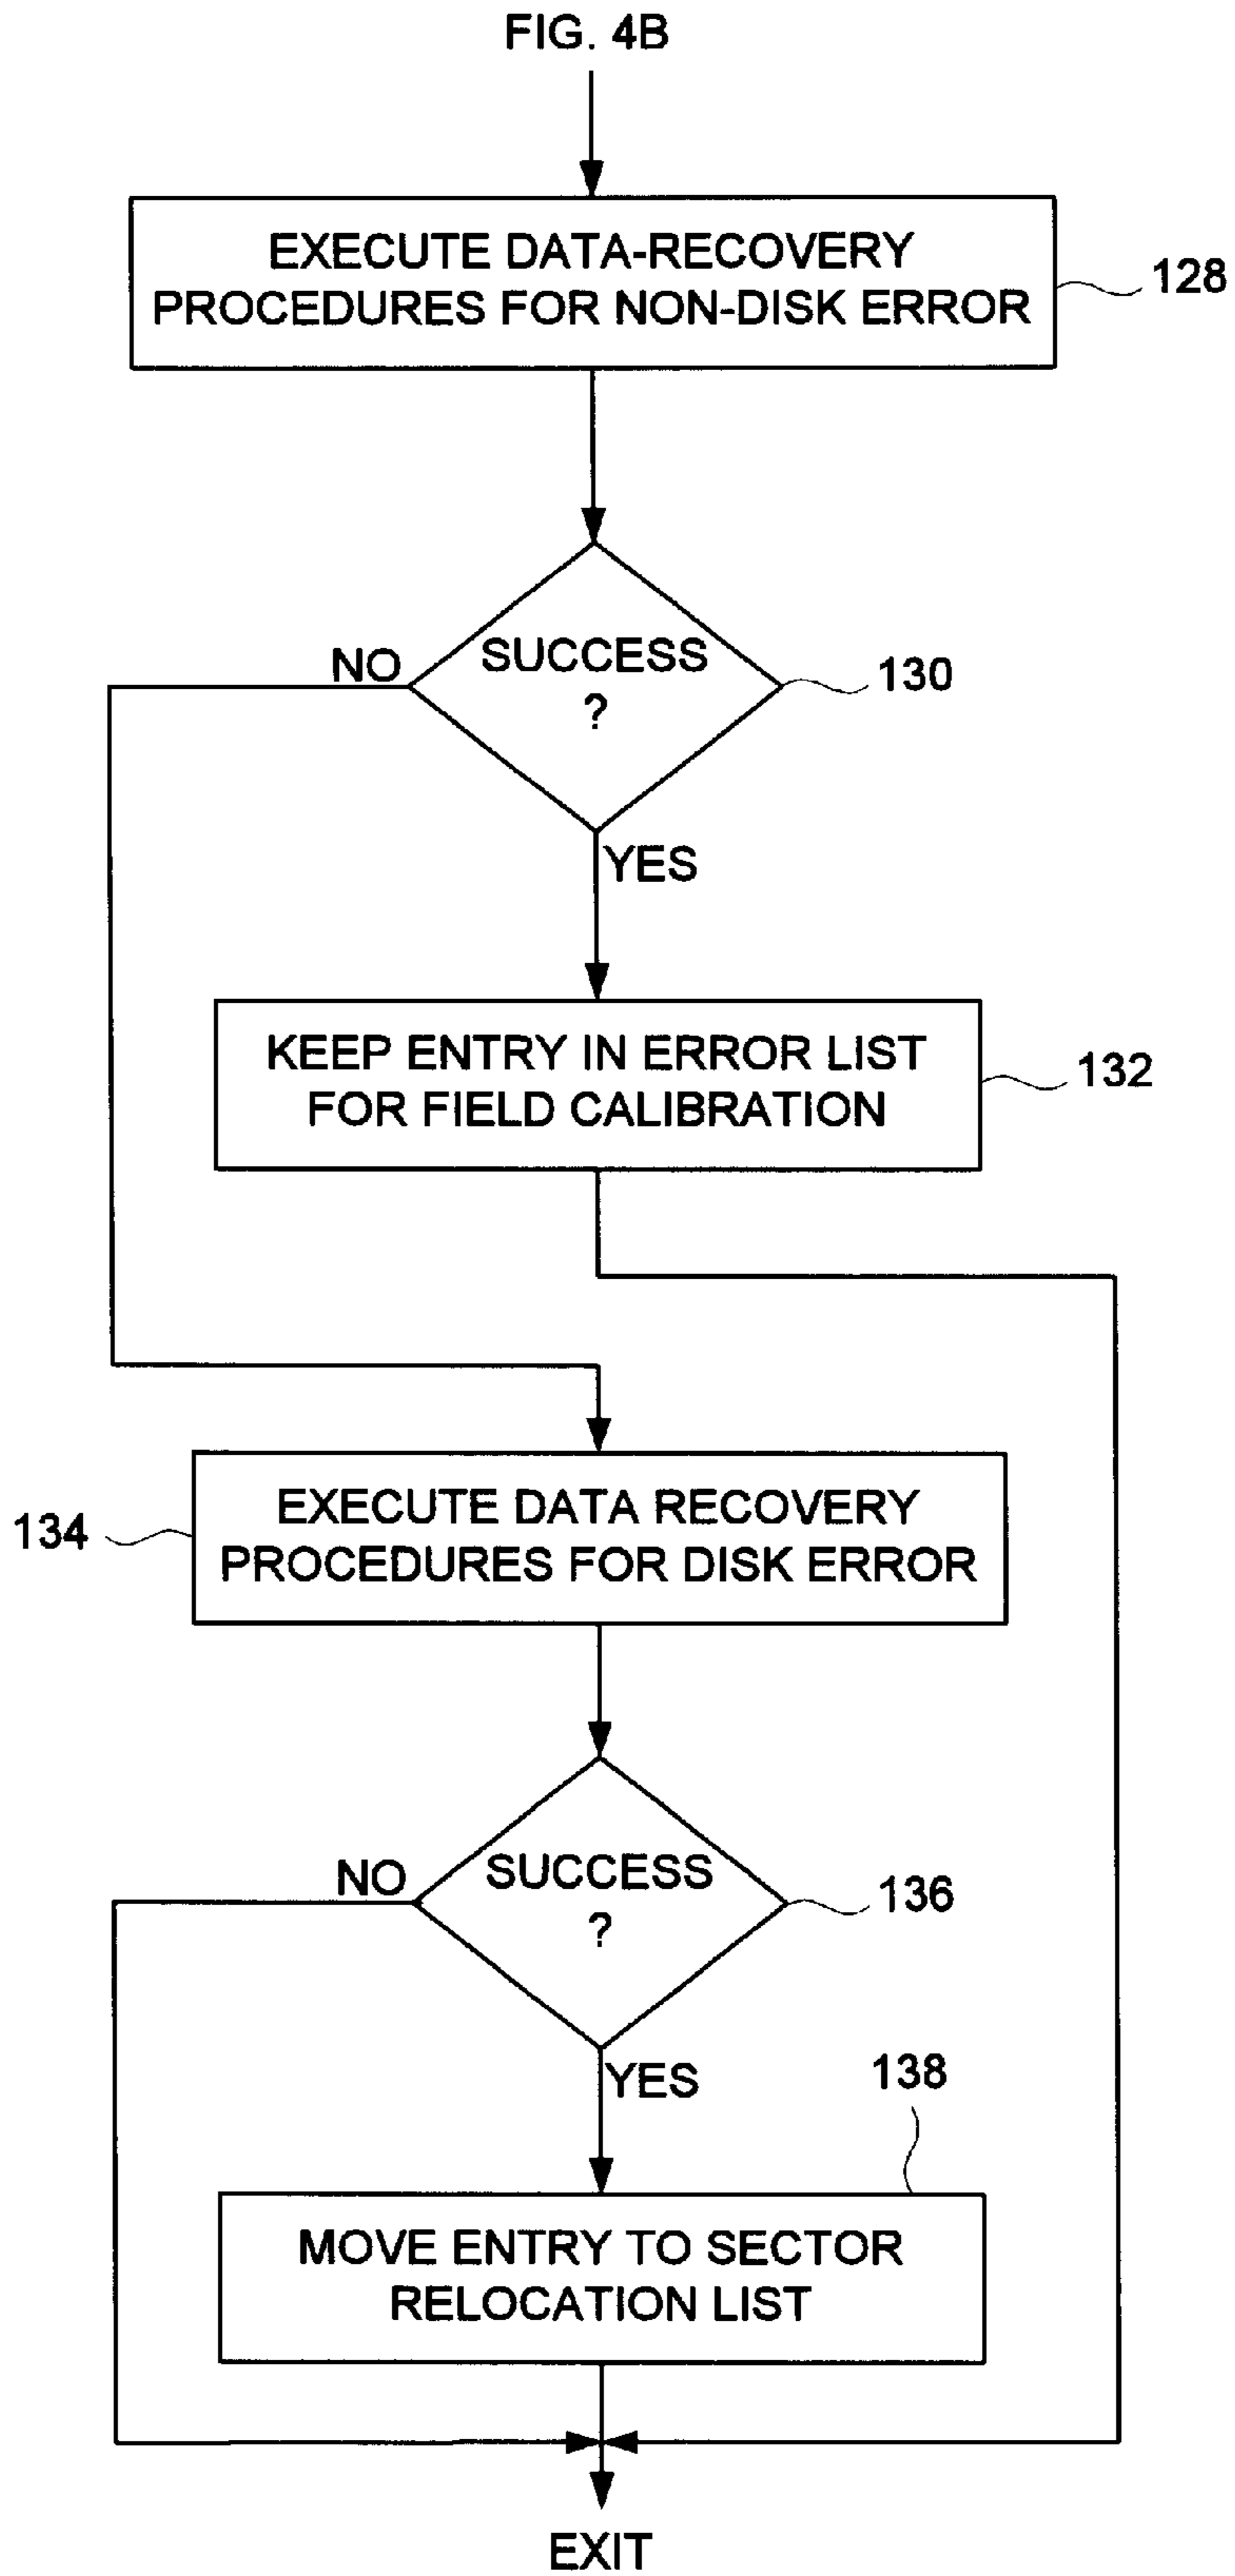 FIG. 4B
EXECUTE DATA-RECOVERY
PROCEDURES FOR NON-DISK ERROR
128
NO
SUCCESS
?
130
YES
KEEP ENTRY IN ERROR LIST
FOR FIELD CALIBRATION
132
134
EXECUTE DATA RECOVERY
PROCEDURES FOR DISK ERROR
NO
SUCCESS
?
136
YES
138
MOVE ENTRY TO SECTOR
RELOCATION LIST
EXIT